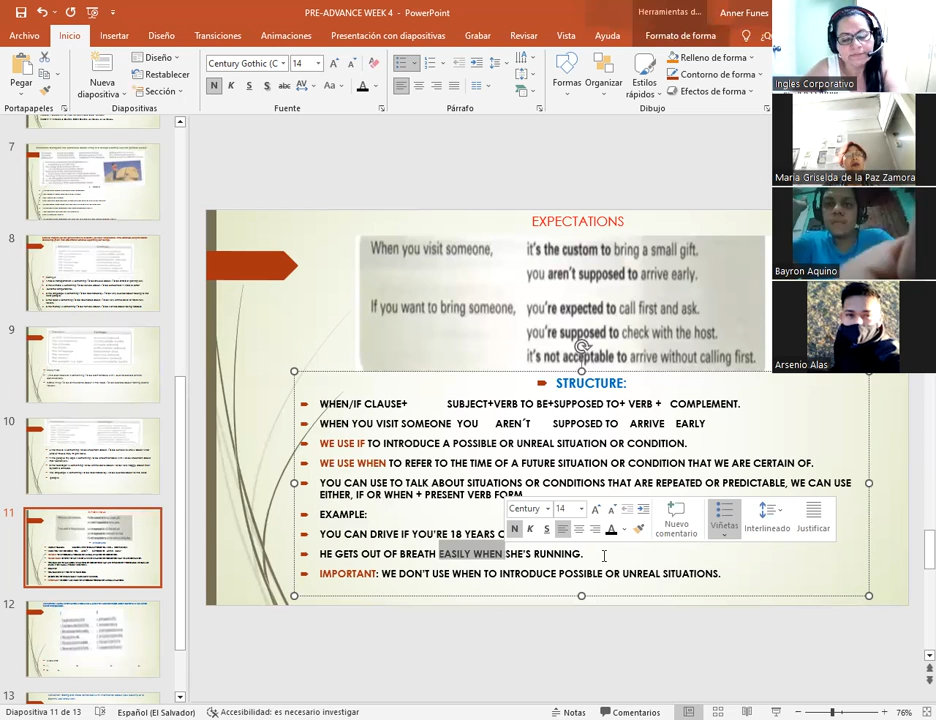 PRE-ADVANCE WEEK 4 - PowerPoint
Herramientas d...
Anner Funes
Archivo Inicio Insertar Diseño Transiciones Animaciones Presentación con diapositivas Grabar Revisar Vista Ayuda Formato de forma
Pegar
Nueva diapositiva
Diseño
Restablecer
Sección
Century Gothic (C 14
N K S abc AV Aa A
Formas Organizar Estilos rápidos
Relleno de forma
Contorno de forma
Efectos de forma
Portapapeles Diapositivas Fuente Párrafo Dibujo
Ingles Corporativo
Maria Griselda de la Paz Zamora
Bayron Aquino
Arsenio Alas
7
8
9
10
11
12
13
EXPECTATIONS
When you visit someone, it's the custom to bring a small gift.
you aren't supposed to arrive early.
If you want to bring someone, you're expected to call first and ask.
you're supposed to check with the host.
it's not acceptable to arrive without calling first.
STRUCTURE:
WHEN/IF CLAUSE+ SUBJECT+VERB TO BE+SUPPOSED TO+ VERB + COMPLEMENT.
WHEN YOU VISIT SOMEONE YOU AREN´T SUPPOSED TO ARRIVE EARLY
WE USE IF TO INTRODUCE A POSSIBLE OR UNREAL SITUATION OR CONDITION.
WE USE WHEN TO REFER TO THE TIME OF A FUTURE SITUATION OR CONDITION THAT WE ARE CERTAIN OF.
YOU CAN USE TO TALK ABOUT SITUATIONS OR CONDITIONS THAT ARE REPEATED OR PREDICTABLE, WE CAN USE
EITHER, IF OR WHEN + PRESENT VERB FORM
EXAMPLE:
YOU CAN DRIVE IF YOU'RE 18 YEARS
HE GETS OUT OF BREATH EASILY WHEN SHE'S RUNNING.
IMPORTANT: WE DON'T USE WHEN TO INTRODUCE POSSIBLE OR UNREAL SITUATIONS.
Century 14
N K S A
Nuevo comentario
Viñetas Interlineado Justificar
Diapositiva 11 de 13 Español (El Salvador) Accesibilidad: es necesario investigar Notas Comentarios 76%